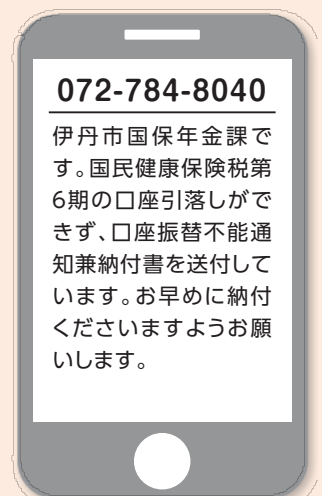 072-784-8040
伊丹市国保年金課で
す。国民健康保険税第
6期の口座引落しがで
きず、口座振替不能通
知兼納付書を送付して
います。お早めに納付
くださいますようお願
いします。